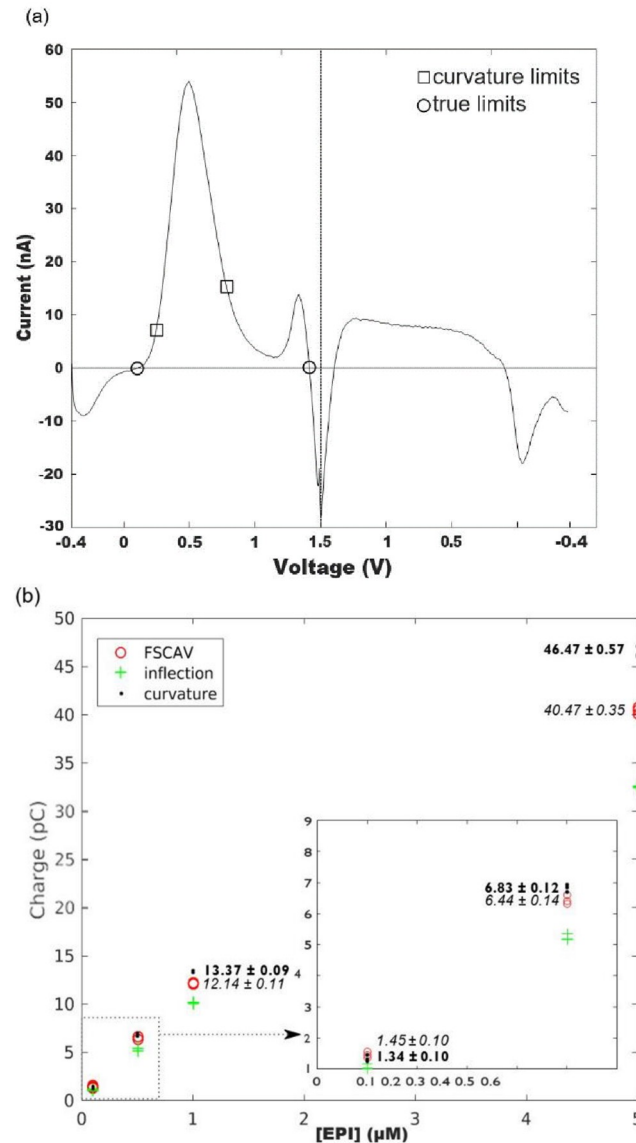 (a)
60
50
40
30
20
10
0
-10
-20
-30
Current (nA)
curvature limits
true limits
-0.4 0 0.5 1 1.5 1 0.5 -0.4
Voltage (V)
(b)
50
45
40
35
30
25
20
15
10
5
0
Charge (pC)
FSCAV
inflection
curvature
46.47 ± 0.57
40.47 ± 0.35
13.37 ± 0.09
12.14 ± 0.11
9
8
7
6
5
4
3
2
1
6.83 ± 0.12
6.44 ± 0.14
1.45 ± 0.10
1.34 ± 0.10
0 0.1 0.2 0.3 0.4 0.5 0.6
0 1 2 3 4 5
[EPI] (µM)